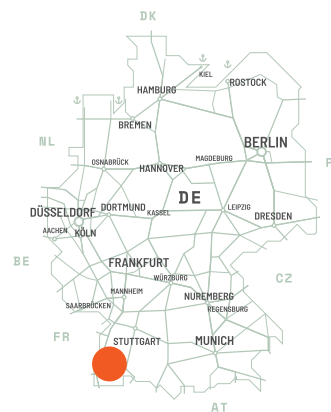 DK
KIEL
ROSTOCK
HAMBURG
BREMEN
NL
BERLIN
OSNABRÜCK
HANNOVER
MAGDEBURG
P
DE
DÜSSELDORF
DORTMUND
KASSEL
LEIPZIG
DRESDEN
AACHEN
KÖLN
BE
FRANKFURT
WÜRZBURG
CZ
MANNHEIM
NUREMBERG
SAARBRÜCKEN
REGENSBURG
FR
STUTTGART
MUNICH
AT